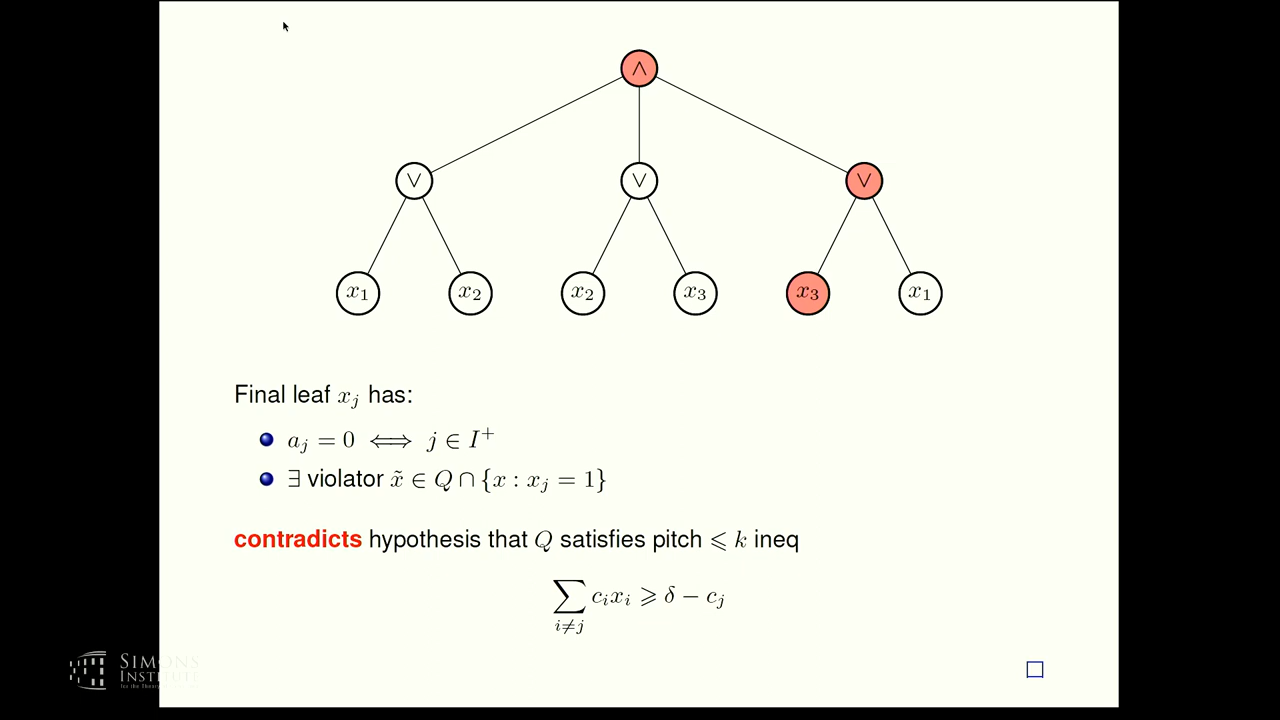 ∧
∨ ∨ ∨
x₁ x₂ x₂ x₃ x₃ x₁
Final leaf xⱼ has:
aⱼ = 0 ⟺ j ∈ I⁺
∃ violator x̃ ∈ Q ∩ {x : xⱼ = 1}
contradicts hypothesis that Q satisfies pitch ⩽ k ineq
∑ cᵢxᵢ ⩾ δ − cⱼ
i≠j
SIMONS
INSTITUTE